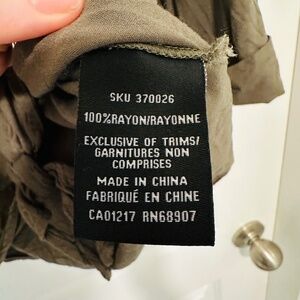 SKU 370026
100%RAYON/RAYONNE
EXCLUSIVE OF TRIMS/
GARNITURES NON
COMPRISES
MADE IN CHINA
FABRIQUÉ EN CHINE
CA01217 RN68907